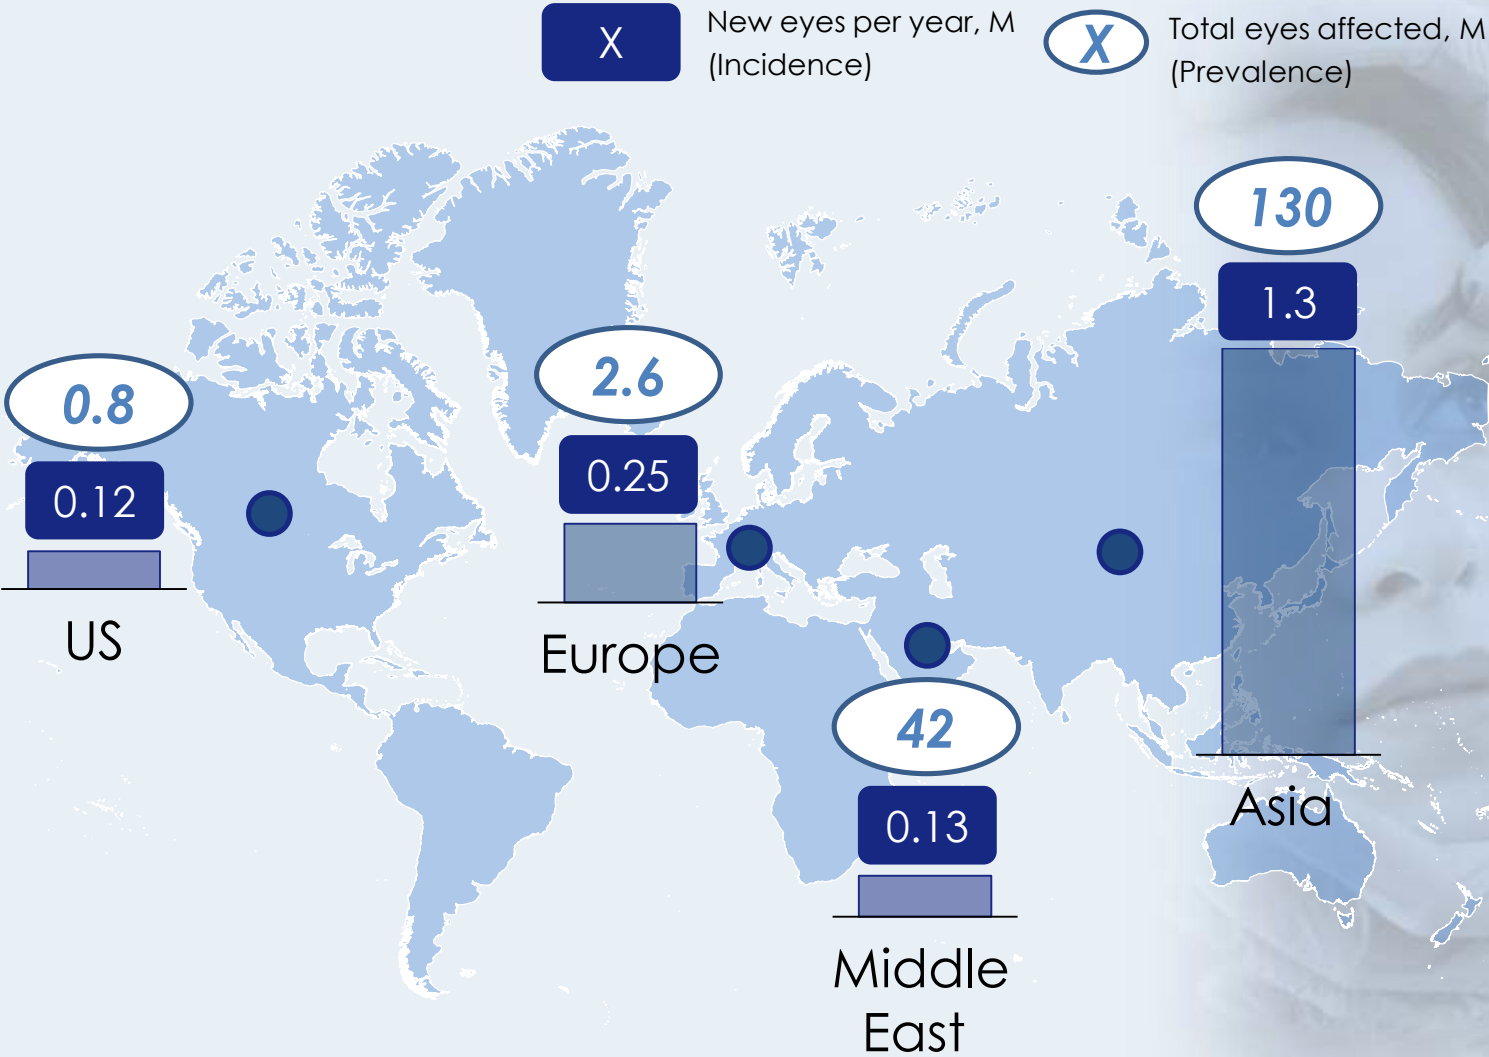 X
New eyes per year, M
(Incidence)
X
Total eyes affected, M
(Prevalence)
0.8
0.12
US
2.6
0.25
Europe
42
0.13
Middle
East
130
1.3
Asia